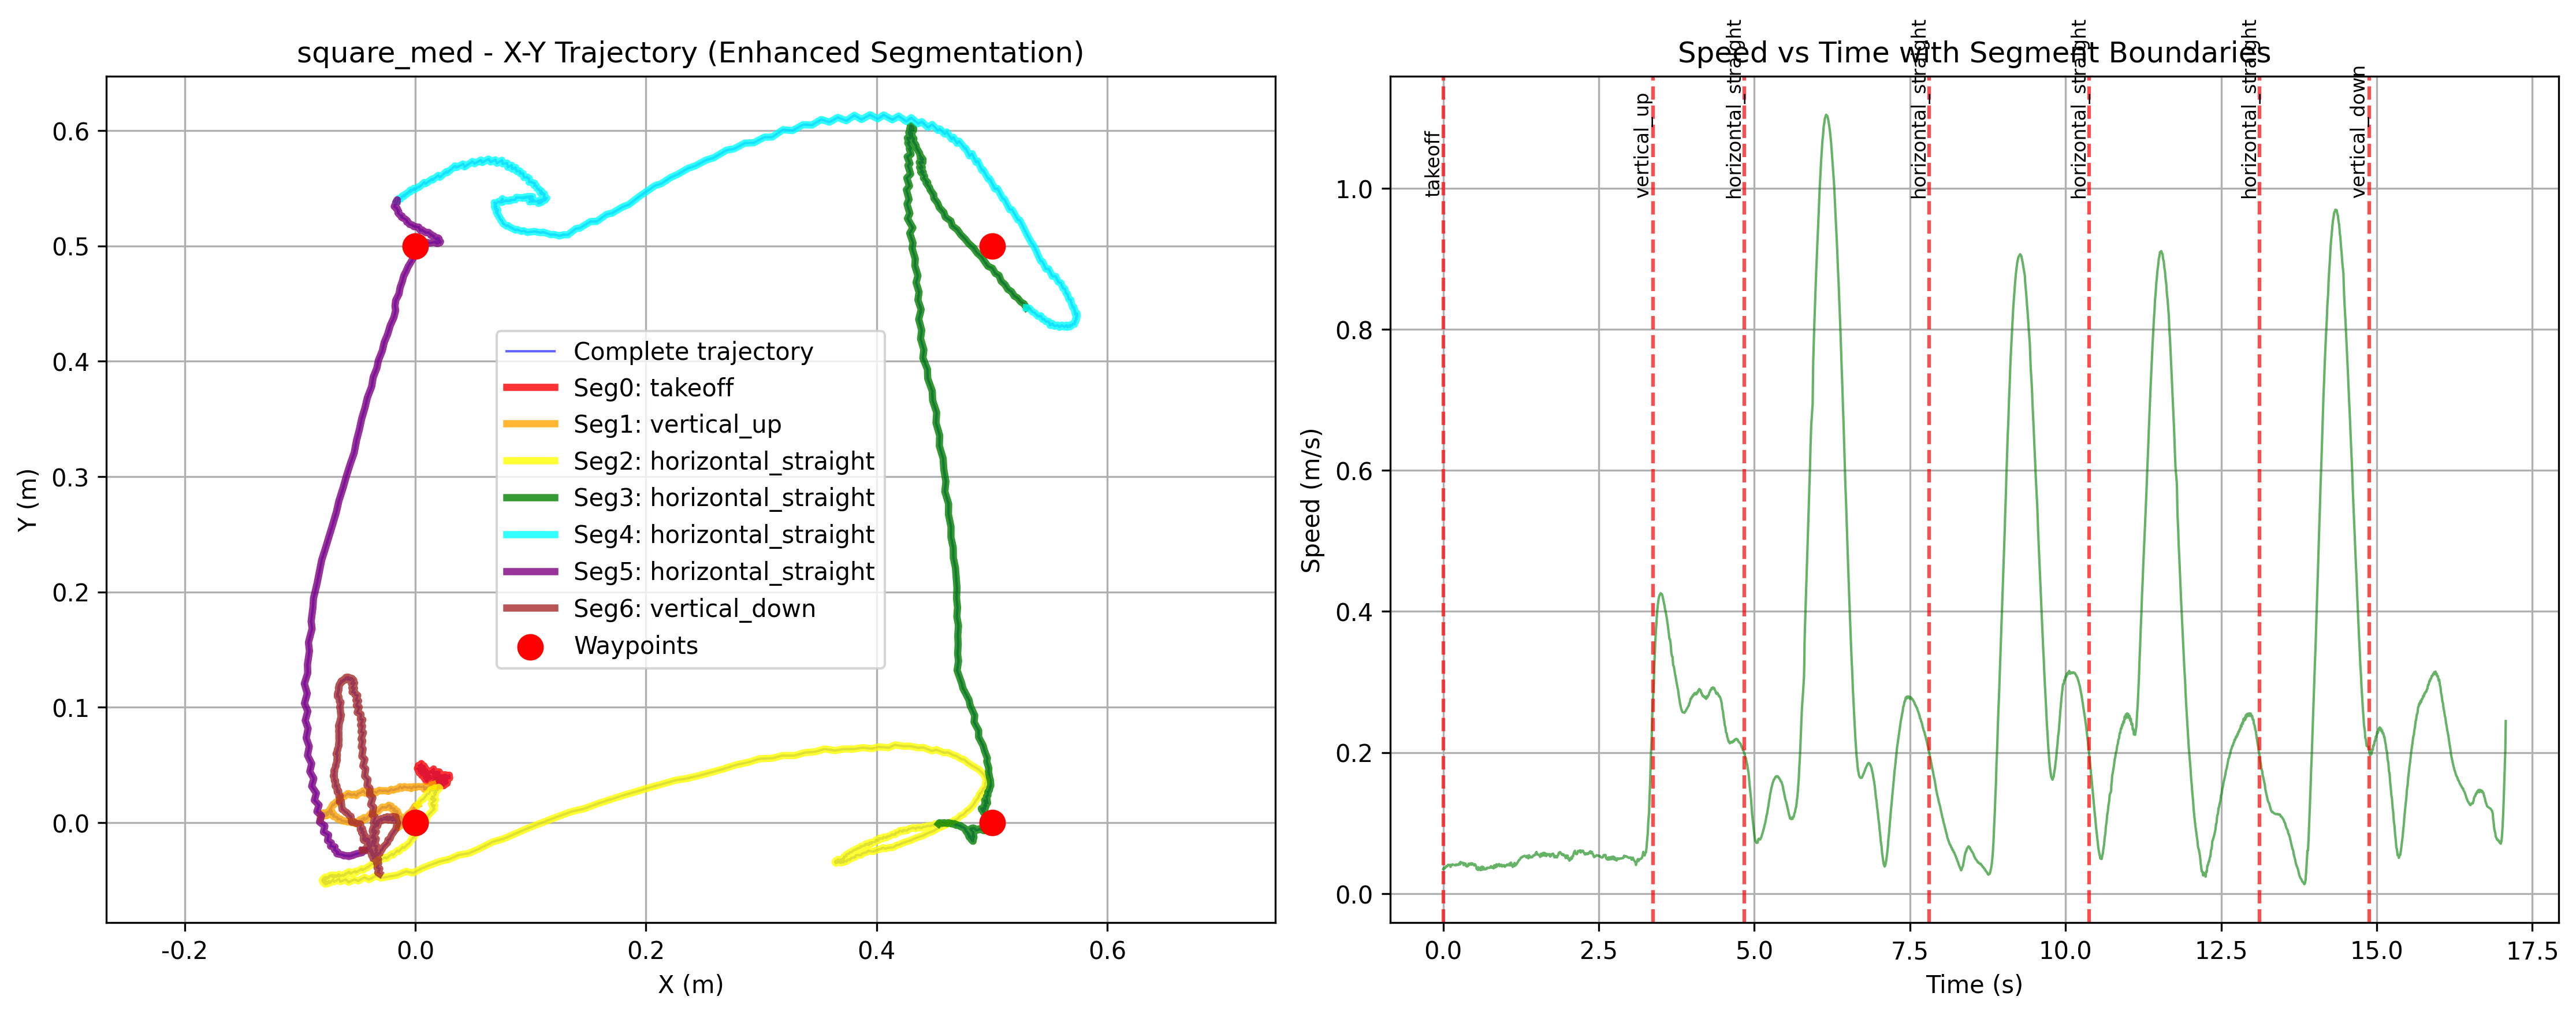 square_med - X-Y Trajectory (Enhanced Segmentation)
Y (m)
0.6
0.5
0.4
0.3
0.2
0.1
0.0
-0.2
0.0
0.2
0.4
0.6
X (m)
Complete trajectory
Seg0: takeoff
Seg1: vertical_up
Seg2: horizontal_straight
Seg3: horizontal_straight
Seg4: horizontal_straight
Seg5: horizontal_straight
Seg6: vertical_down
Waypoints
Speed vs Time with Segment Boundaries
Speed (m/s)
1.0
0.8
0.6
0.4
0.2
0.0
takeoff
vertical_up
horizontal_straight
horizontal_straight
horizontal_straight
horizontal_straight
vertical_down
0.0
2.5
5.0
7.5
10.0
12.5
15.0
17.5
Time (s)